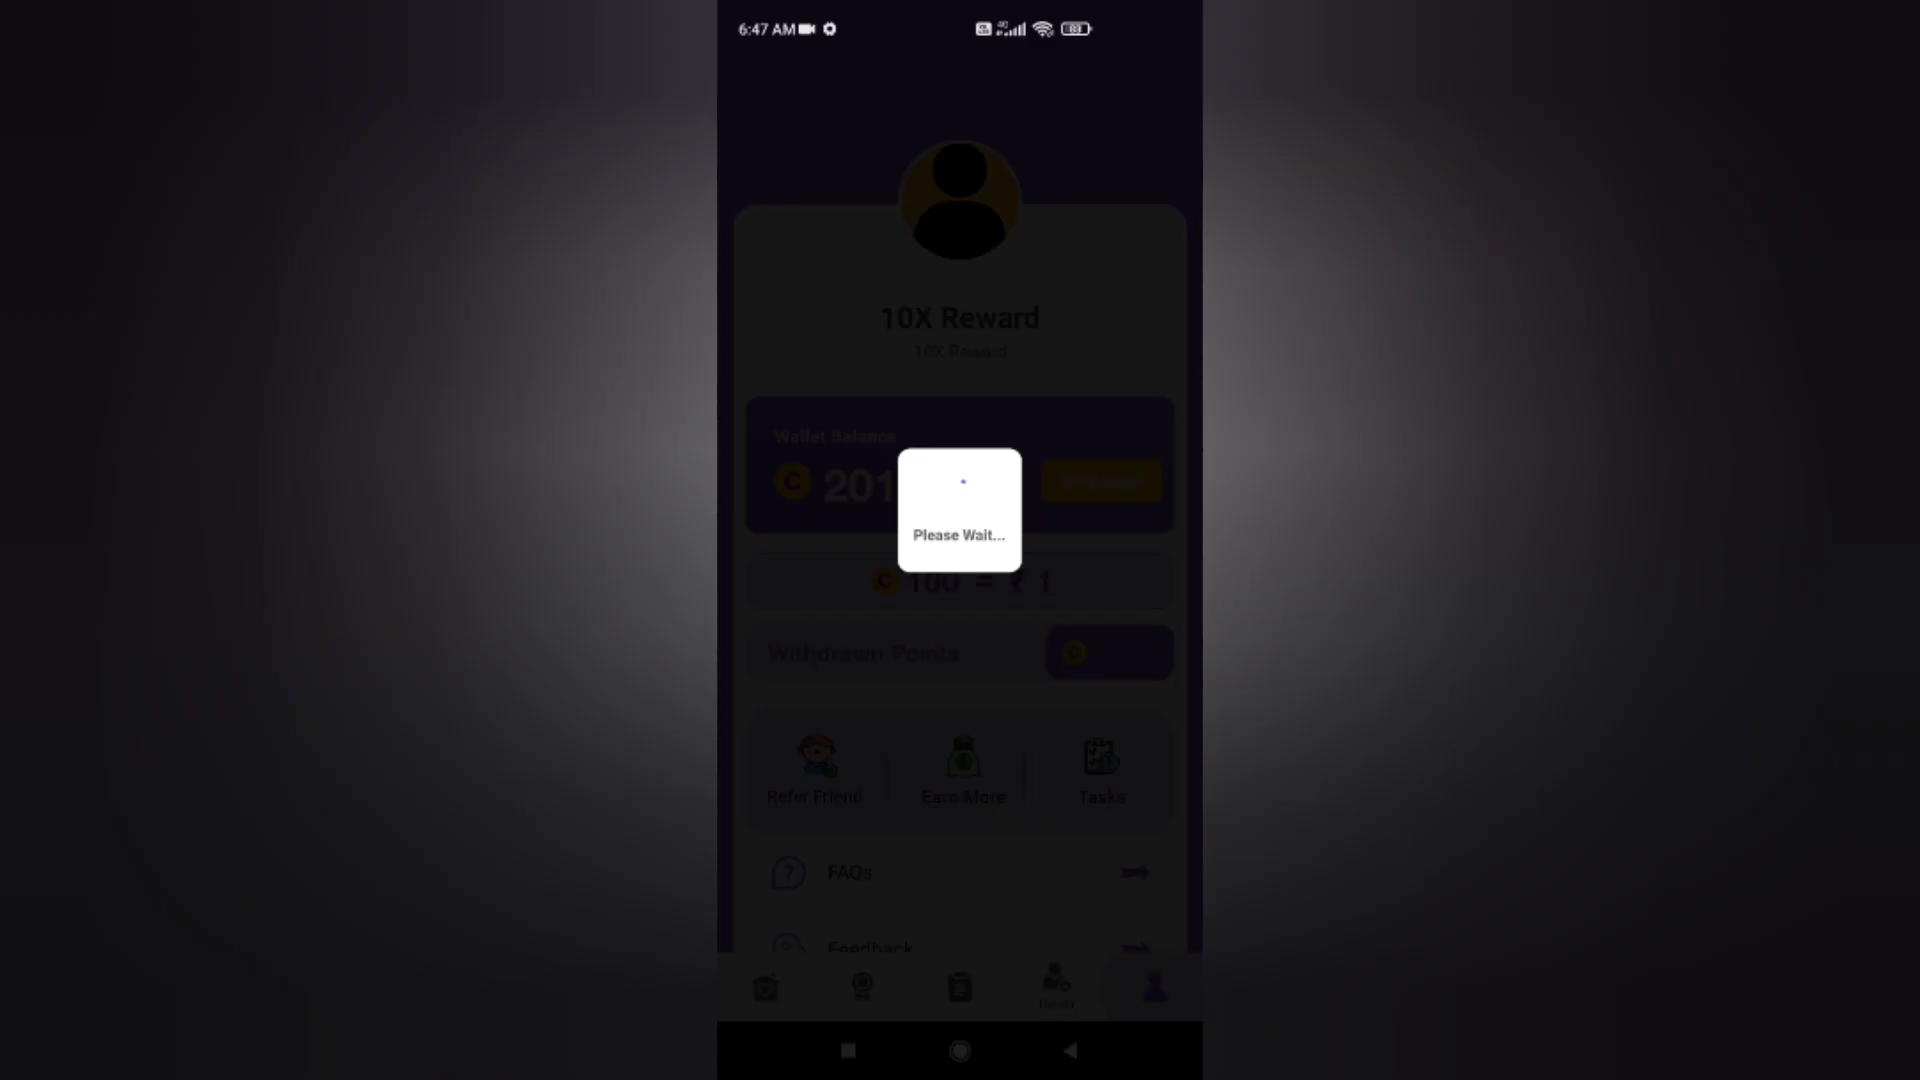 6:47 AM
10X Reward
10X Reward
Wallet Balance
C 201
Please Wait...
C 100 = ₹ 1
Withdrawn Points
C
Refer Friend
Earn More
Tasks
FAQs
Feedback